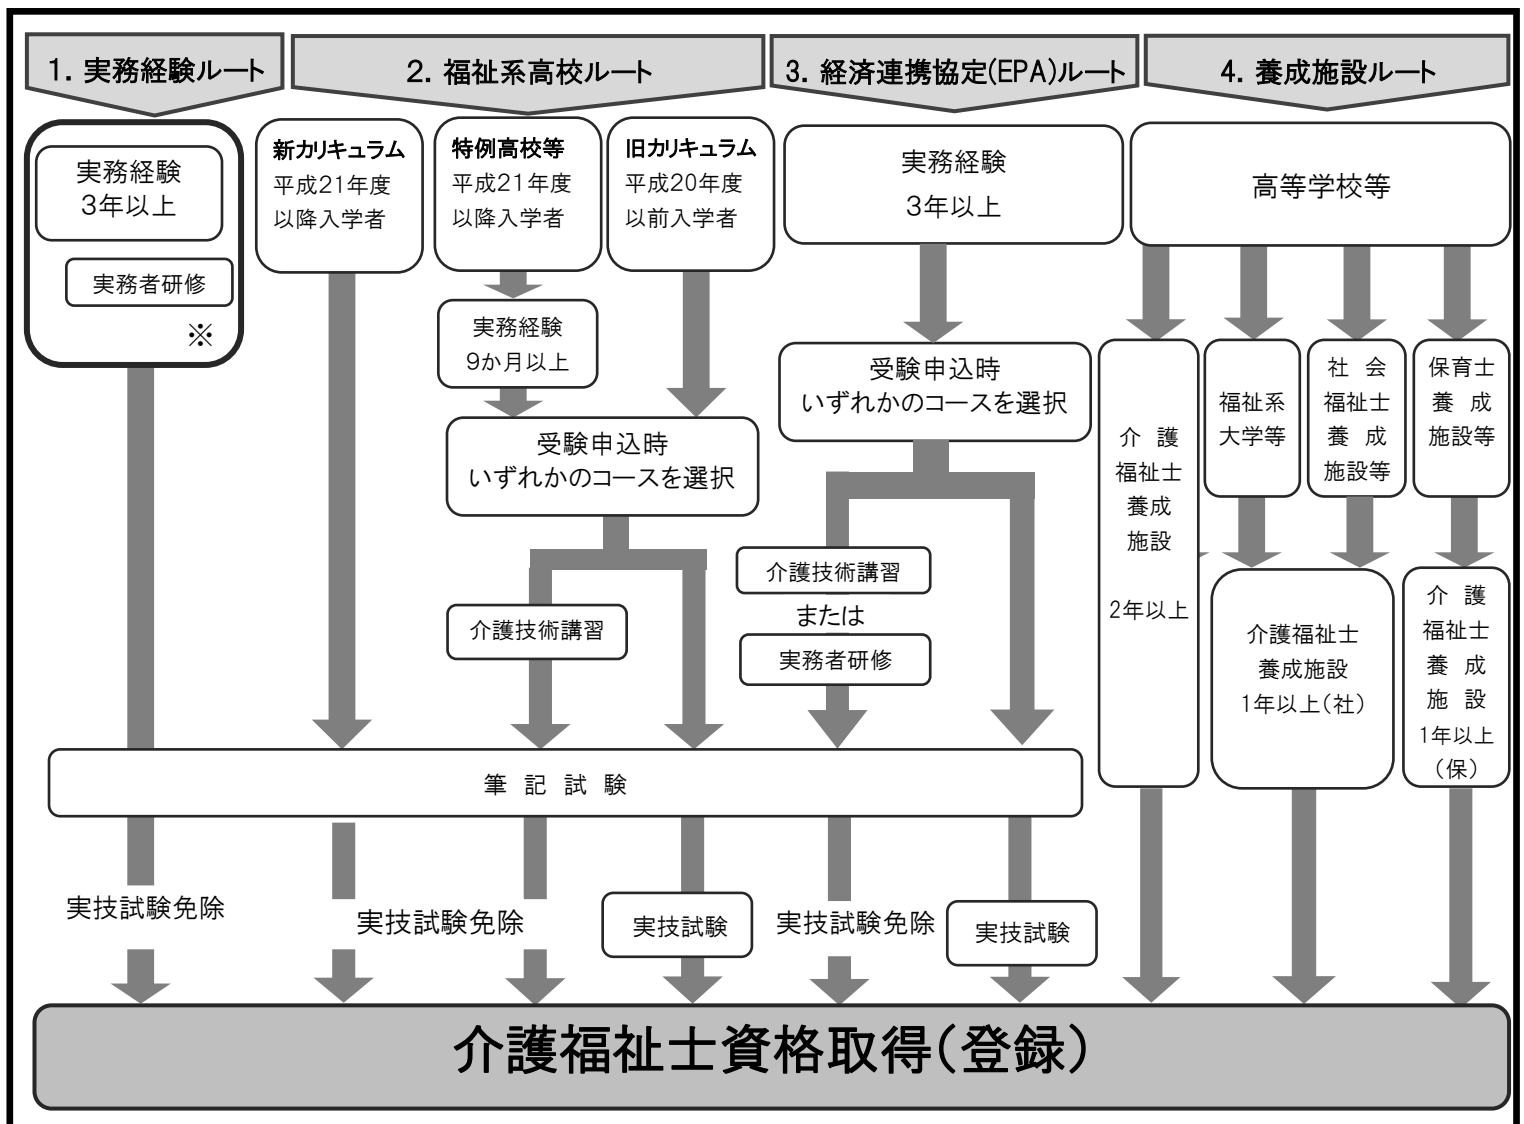 1. 実務経験ルート
2. 福祉系高校ルート
3. 経済連携協定(EPA)ルート
4. 養成施設ルート
実務経験
3年以上
実務者研修
※
新カリキュラム
平成21年度
以降入学者
特例高校等
平成21年度
以降入学者
旧カリキュラム
平成20年度
以前入学者
実務経験
9か月以上
受験申込時
いずれかのコースを選択
介護技術講習
実務経験
3年以上
受験申込時
いずれかのコースを選択
介護技術講習
または
実務者研修
高等学校等
介 護
福祉士
養成
施設
2年以上
福祉系
大学等
社 会
福祉士
養 成
施設等
保育士
養 成
施設等
介護福祉士
養成施設
1年以上(社)
介 護
福祉士
養 成
施 設
1年以上
(保)
筆 記 試 験
実技試験免除
実技試験免除
実技試験
実技試験免除
実技試験
介護福祉士資格取得(登録)